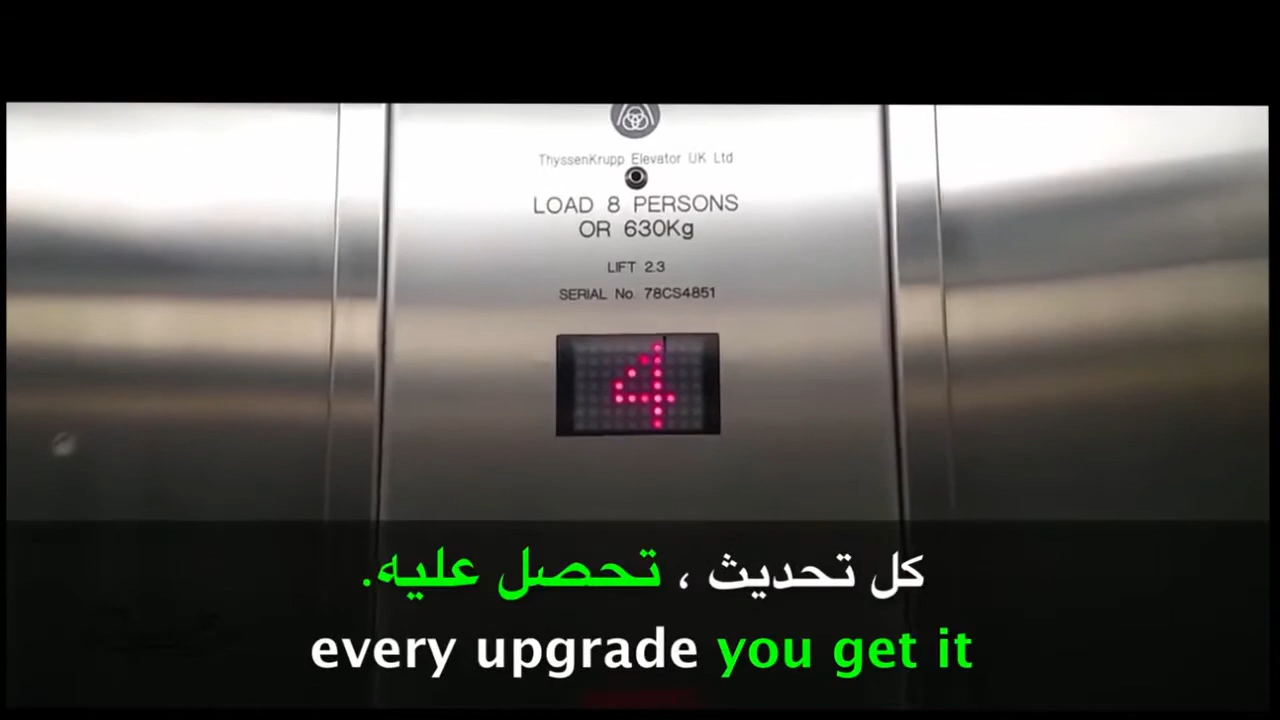 ThyssenKrupp Elevator UK Ltd
LOAD 8 PERSONS
OR 630Kg
LIFT 2.3
SERIAL No. 78CS4851
4
كل تحديث ، تحصل عليه.
every upgrade you get it